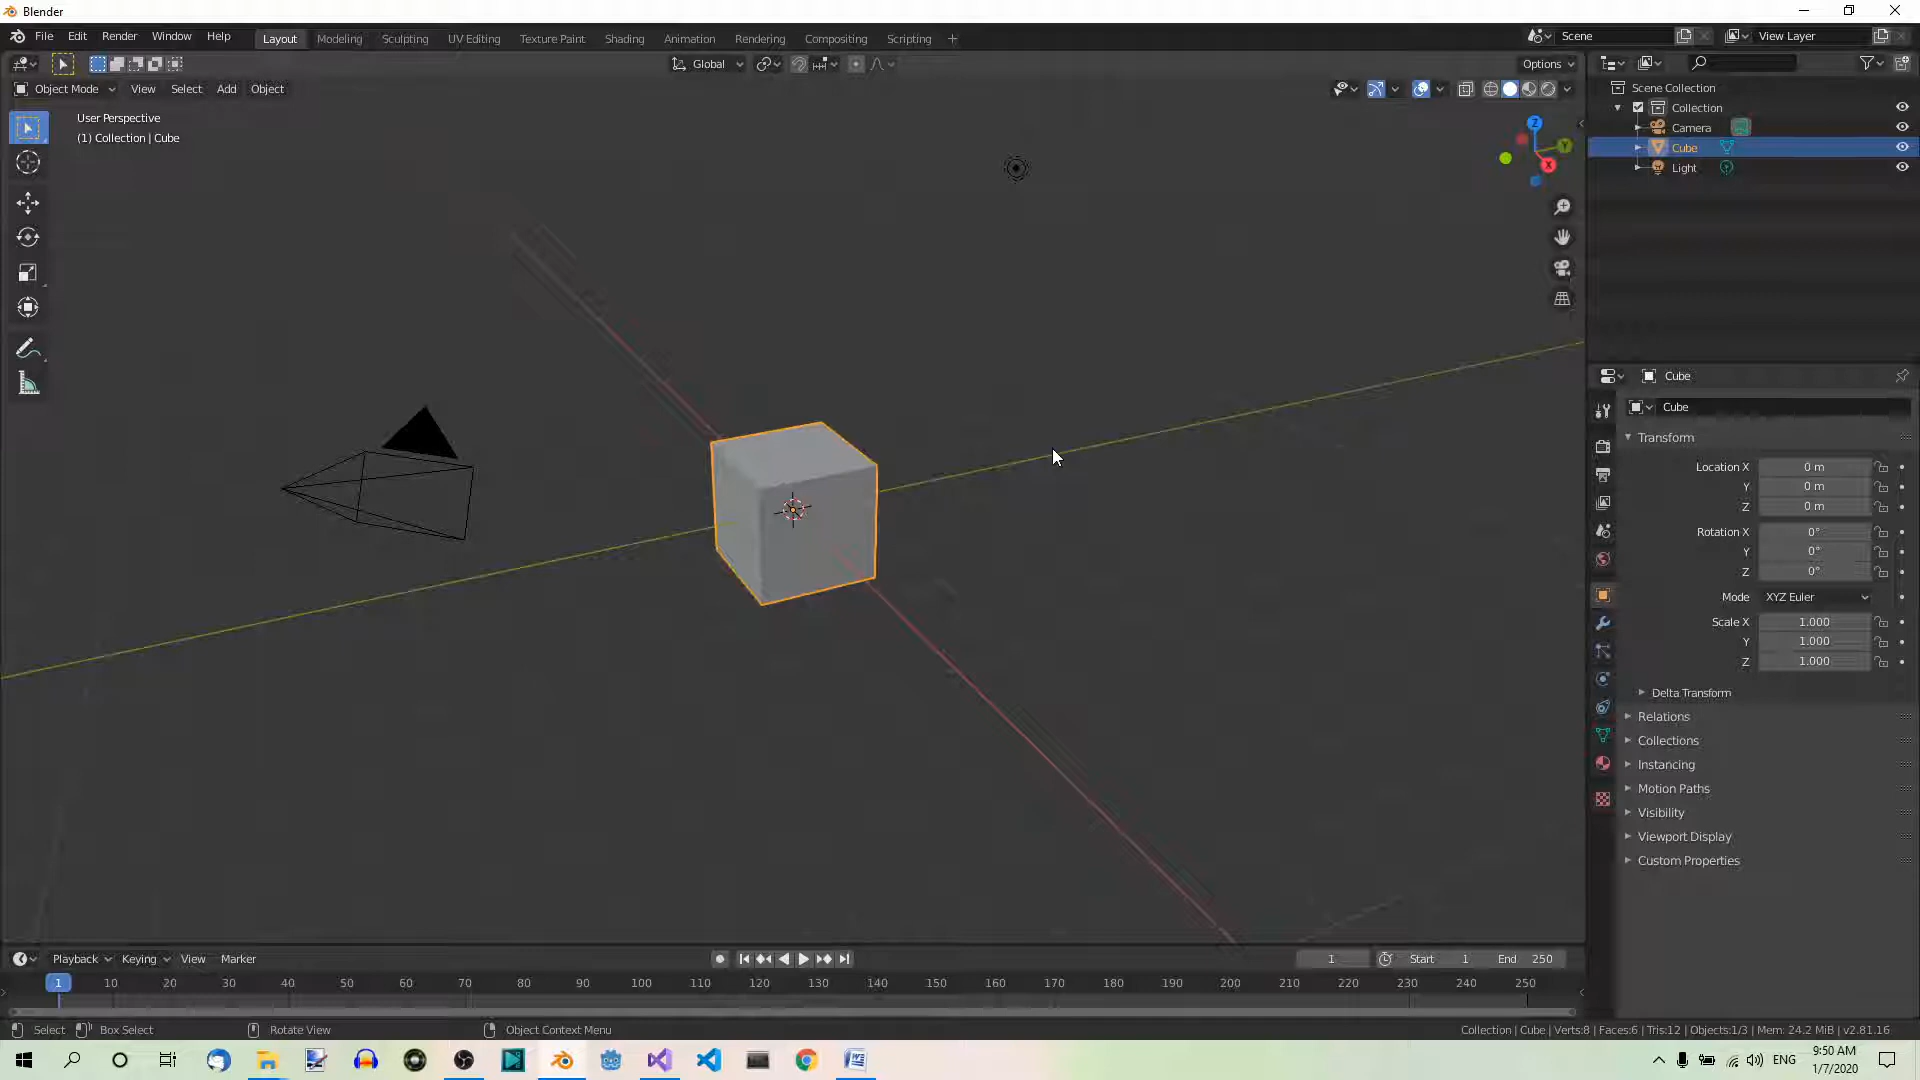 Blender
File Edit Render Window Help Layout Modeling Sculpting UV Editing Texture Paint Shading Animation Rendering Compositing Scripting + Scene View Layer
Global Options
Object Mode View Select Add Object
User Perspective
(1) Collection | Cube
Z
Y
X
Scene Collection
Collection
Camera
Cube
Light
Cube
Cube
Transform
Location X 0 m
Y 0 m
Z 0 m
Rotation X 0°
Y 0°
Z 0°
Mode XYZ Euler
Scale X 1.000
Y 1.000
Z 1.000
Delta Transform
Relations
Collections
Instancing
Motion Paths
Visibility
Viewport Display
Custom Properties
Playback Keying View Marker 1 Start 1 End 250
1 10 20 30 40 50 60 70 80 90 100 110 120 130 140 150 160 170 180 190 200 210 220 230 240 250
Select Box Select Rotate View Object Context Menu Collection | Cube | Verts:8 | Faces:6 | Tris:12 | Objects:1/3 | Mem: 24.2 MiB | v2.81.16
ENG
9:50 AM
1/7/2020